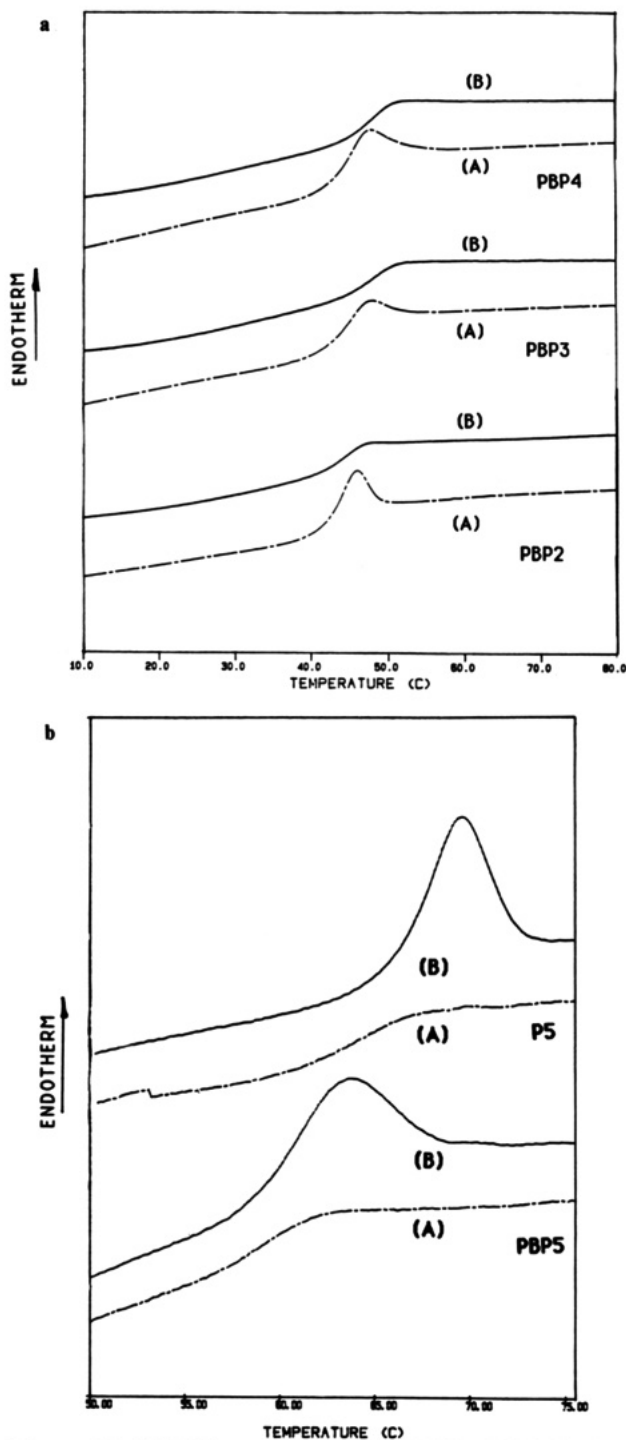 a
(B)
(A)
PBP4
(B)
(A)
PBP3
(B)
(A)
PBP2
ENDOTHERM
10.0 20.0 30.0 40.0 50.0 60.0 70.0 80.0
TEMPERATURE (C)
b
(B)
(A)
P5
(B)
(A)
PBP5
ENDOTHERM
50.00 55.00 60.00 65.00 70.00 75.00
TEMPERATURE (C)